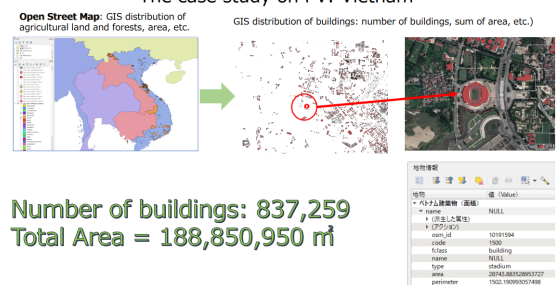 The case study on PV: Vietnam
Open Street Map: GIS distribution of
agricultural land and forests, area, etc.
GIS distribution of buildings: number of buildings, sum of area, etc.)
Number of buildings: 837,259
Total Area = 188,850,950 ㎡
地物情報
地物 値 (Value)
ベトナム建築物 (面積)
name NULL
(派生した属性)
(アクション)
osm_id 10191594
code 1500
fclass building
name NULL
type stadium
area 28743.883528953727
perimeter 1502.190993057498